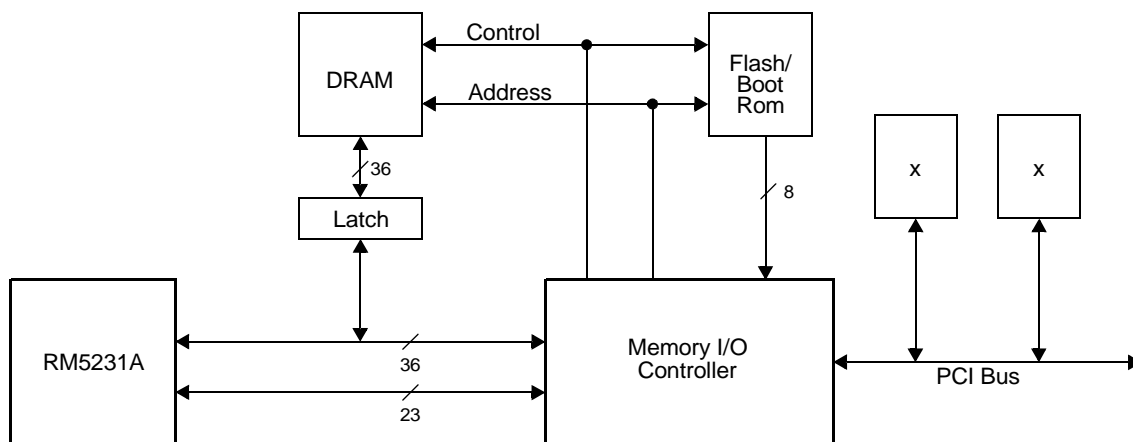 Control
DRAM
Flash/
Boot
Rom
Address
36
8
x
x
Latch
RM5231A
36
23
Memory I/O
Controller
PCI Bus